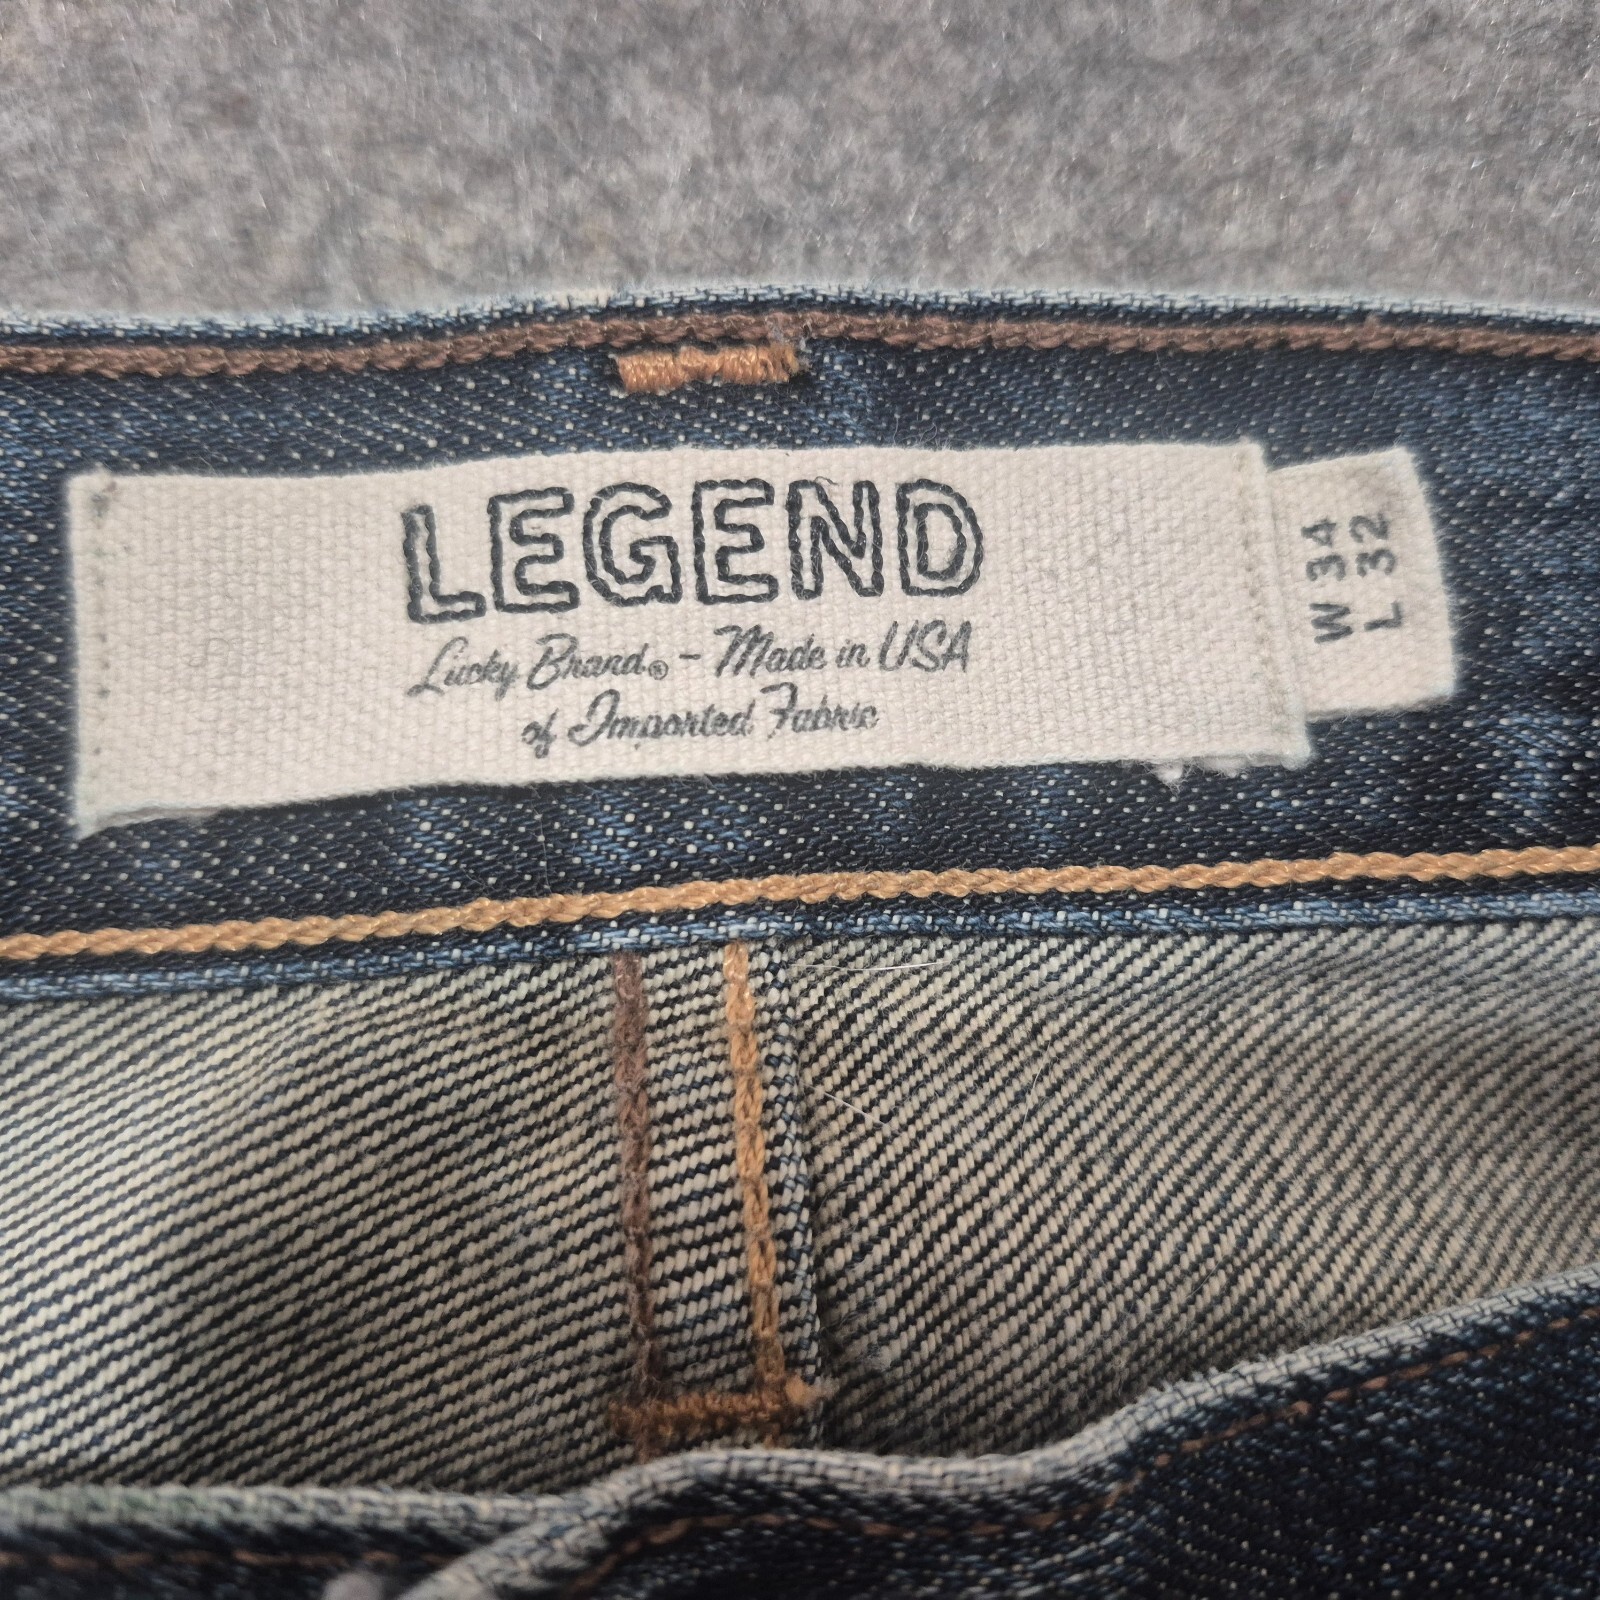 LEGEND
Lucky Brand® - Made in USA
of Imported Fabric
W 34
L 32